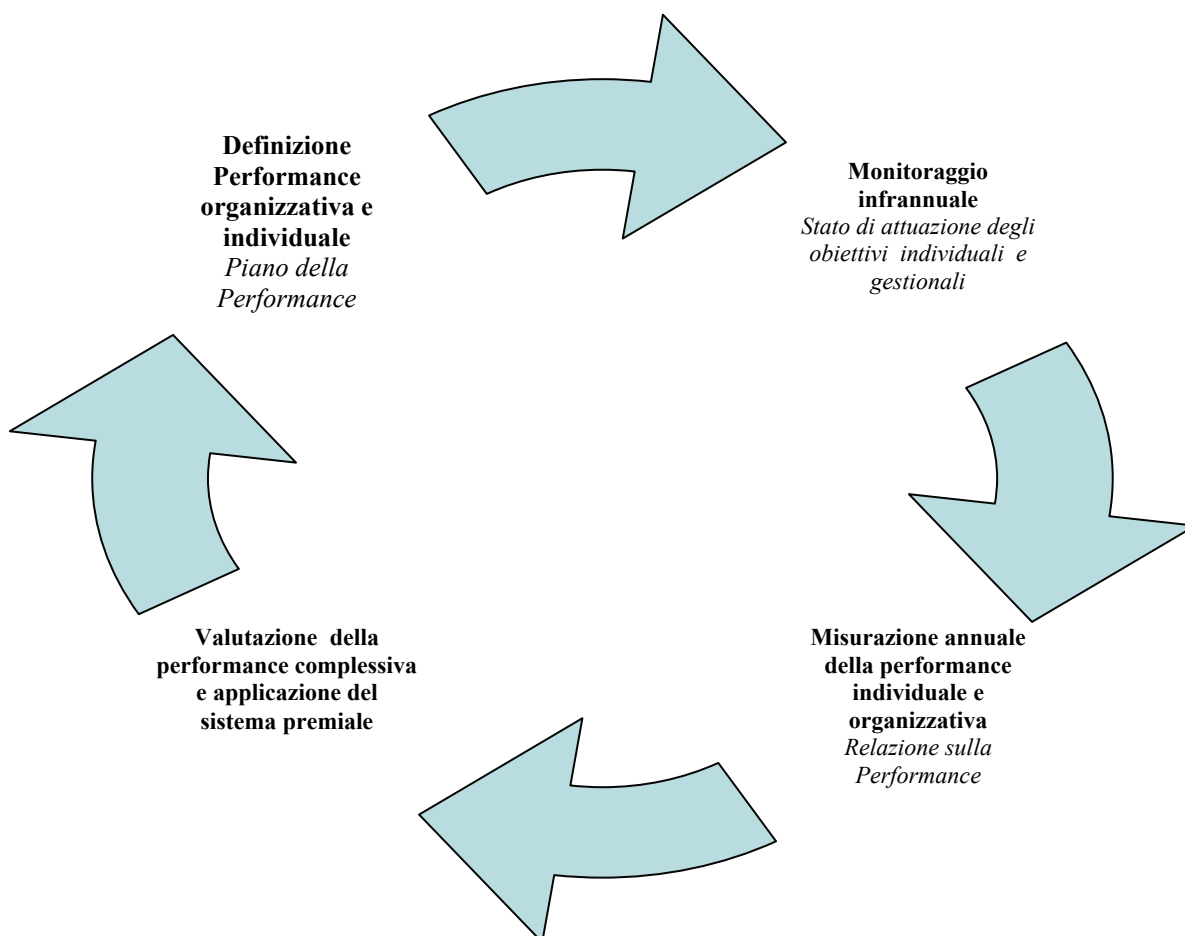 Definizione
Performance
organizzativa e
individuale
Piano della
Performance
Monitoraggio
infrannuale
Stato di attuazione degli
obiettivi individuali e
gestionali
Misurazione annuale
della performance
individuale e
organizzativa
Relazione sulla
Performance
Valutazione della
performance complessiva
e applicazione del
sistema premiale